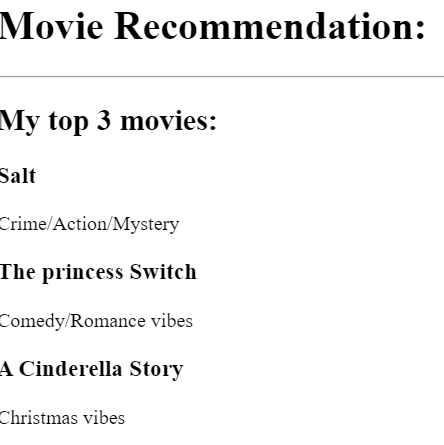 Movie Recommendation:
My top 3 movies:
Salt
Crime/Action/Mystery
The princess Switch
Comedy/Romance vibes
A Cinderella Story
Christmas vibes